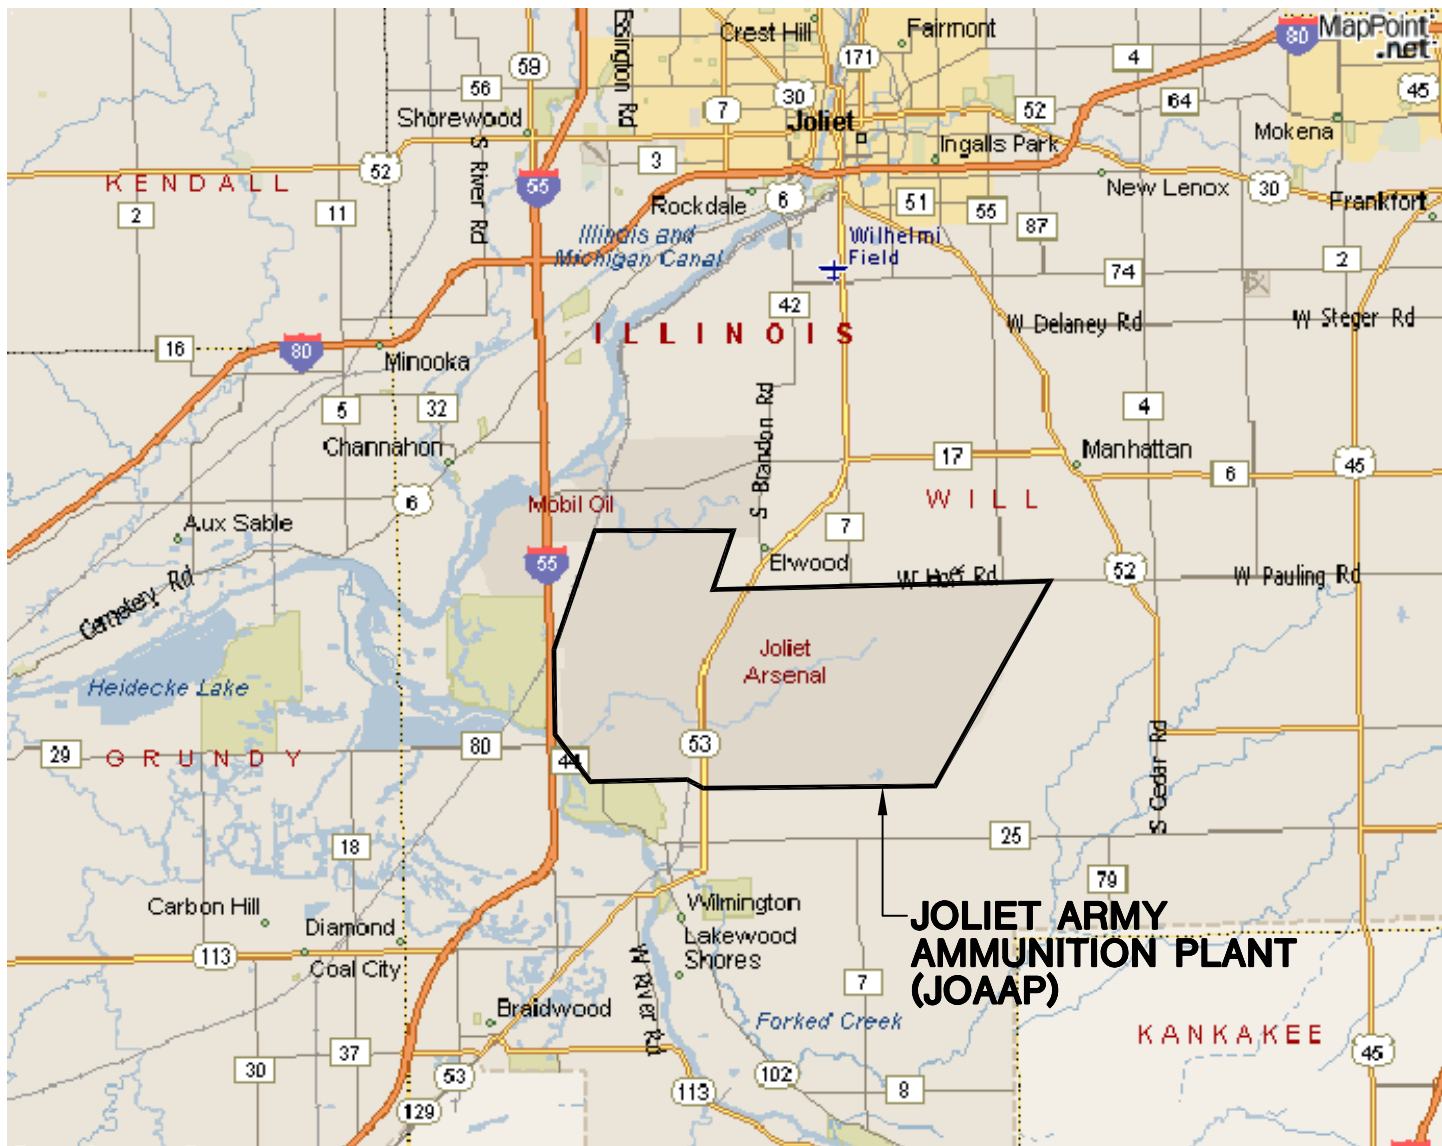 Essington Rd
Crest Hill
Fairmont
80
MapPoint
.net
59
171
4
56
30
45
7
52
64
Shorewood
Joliet
Mokena
S River Rd
3
Ingalls Park
52
KENDALL
55
New Lenox
30
Rockdale
6
51
55
Frankfort
2
11
87
Illinois and
Michigan Canal
Wilhelmi
Field
2
74
42
ILLINOIS
W Delaney Rd
W Steger Rd
16
80
Minooka
5
32
S Brandon Rd
4
Channahon
Manhattan
17
45
6
Mobil Oil
WILL
6
Aux Sable
7
Elwood
55
W Hoff Rd
52
W Pauling Rd
Cemetery Rd
Joliet
Arsenal
Heidecke Lake
53
29
GRUNDY
80
44
S Cedar Rd
18
25
79
Carbon Hill
Wilmington
Diamond
JOLIET ARMY
AMMUNITION PLANT
(JOAAP)
Lakewood
Shores
113
Coal City
W River Rd
7
Braidwood
Forked Creek
KANKAKEE
37
45
30
53
102
113
8
129